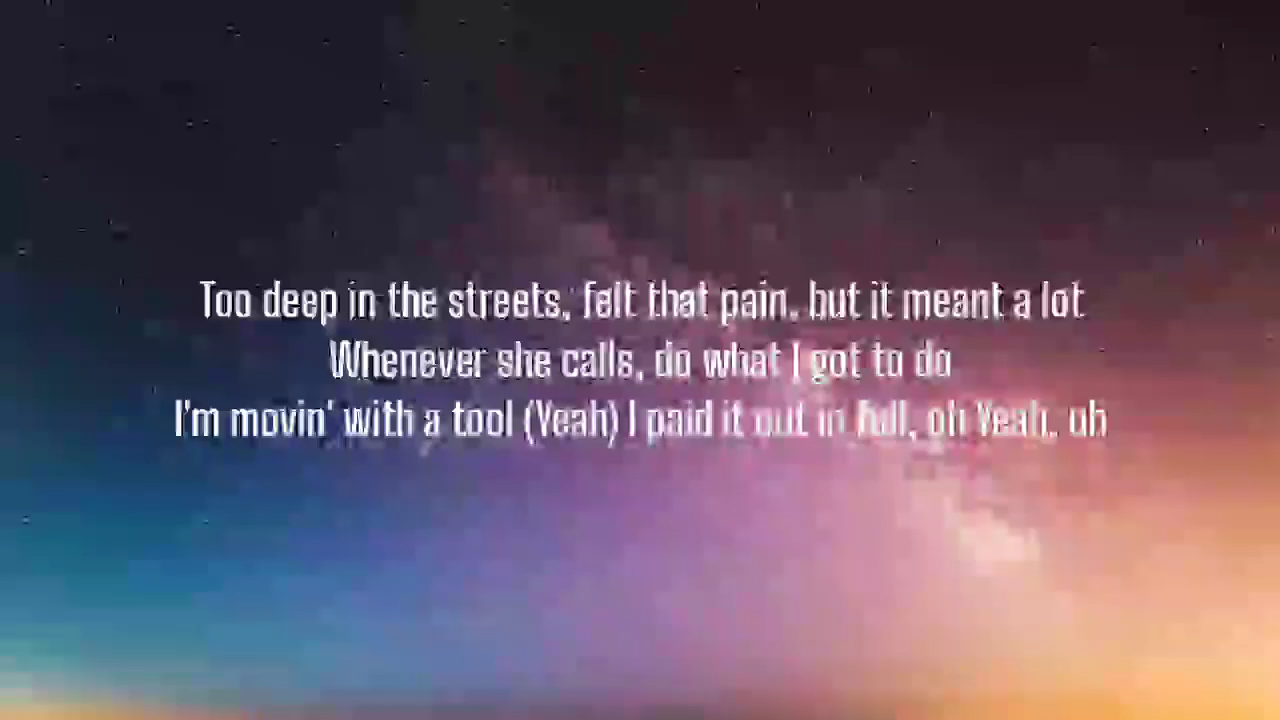 Too deep in the streets, felt that pain, but it meant a lot
Whenever she calls, do what I got to do
I'm movin' with a tool (Yeah) I paid it out in full, oh Yeah, uh